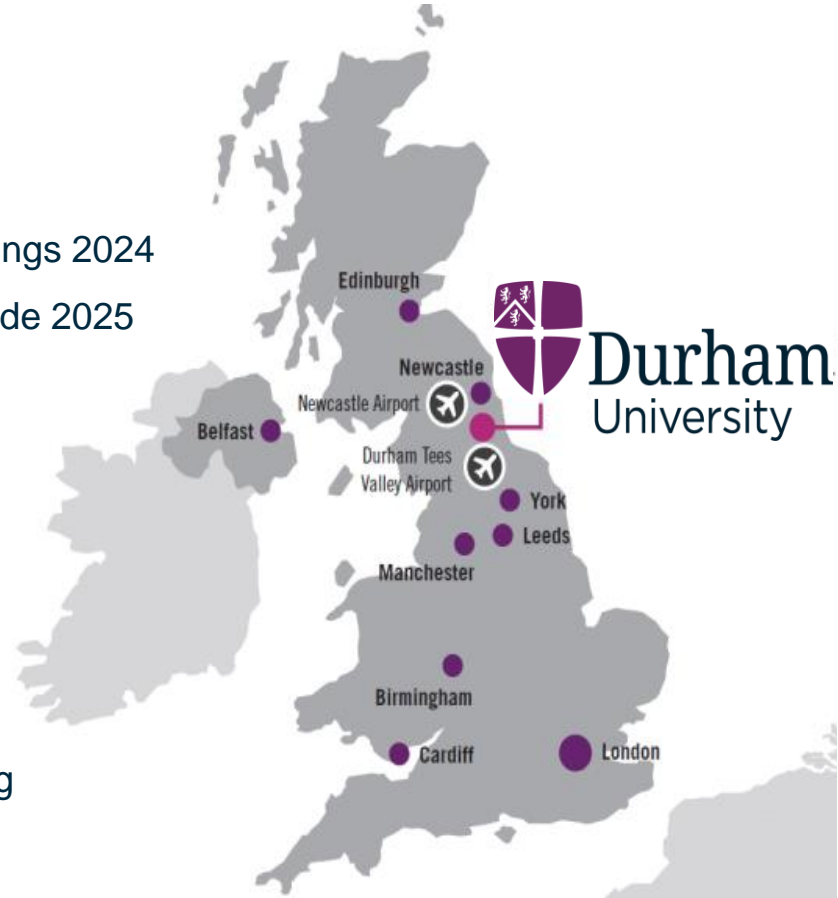 ngs 2024
de 2025
g
Edinburgh
Newcastle
Newcastle Airport
Belfast
Durham Tees
Valley Airport
Durham
University
York
Leeds
Manchester
Birmingham
Cardiff
London